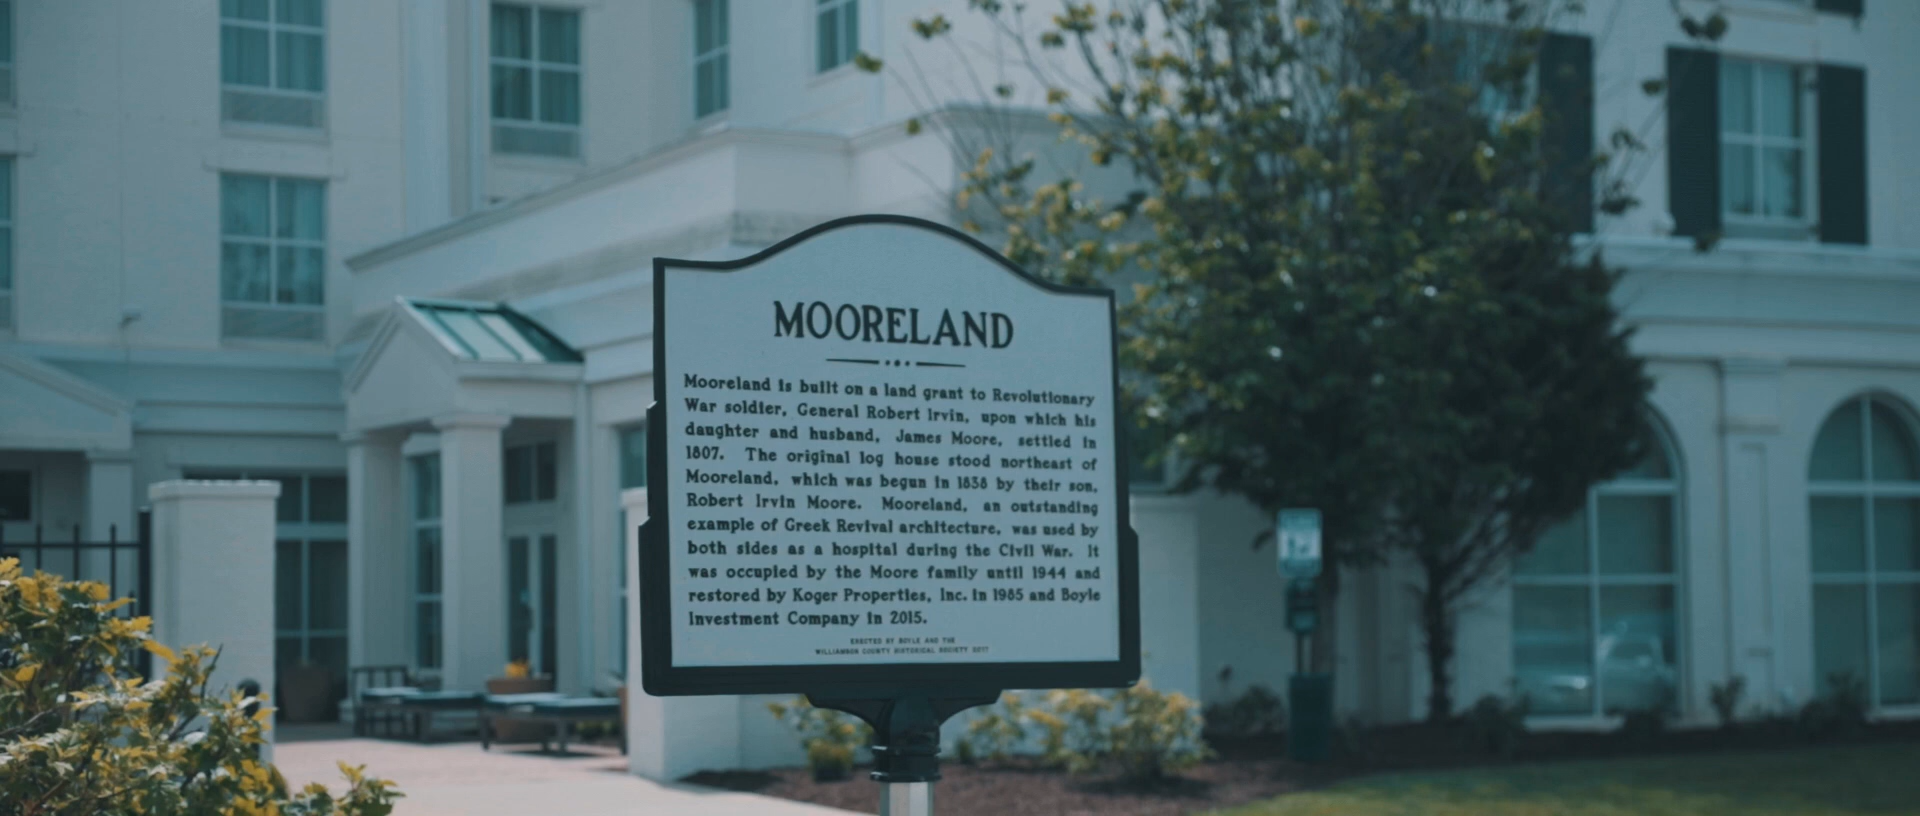 MOORELAND
Mooreland is built on a land grant to Revolutionary
War soldier, General Robert Irvin, upon which his
daughter and husband, James Moore, settled in
1807. The original log house stood northeast of
Mooreland, which was begun in 1838 by their son,
Robert Irvin Moore. Mooreland, an outstanding
example of Greek Revival architecture, was used by
both sides as a hospital during the Civil War. It
was occupied by the Moore family until 1944 and
restored by Koger Properties, Inc. in 1985 and Boyle
Investment Company in 2015.
ERECTED BY BOYLE AND THE
WILLIAMSON COUNTY HISTORICAL SOCIETY 2017